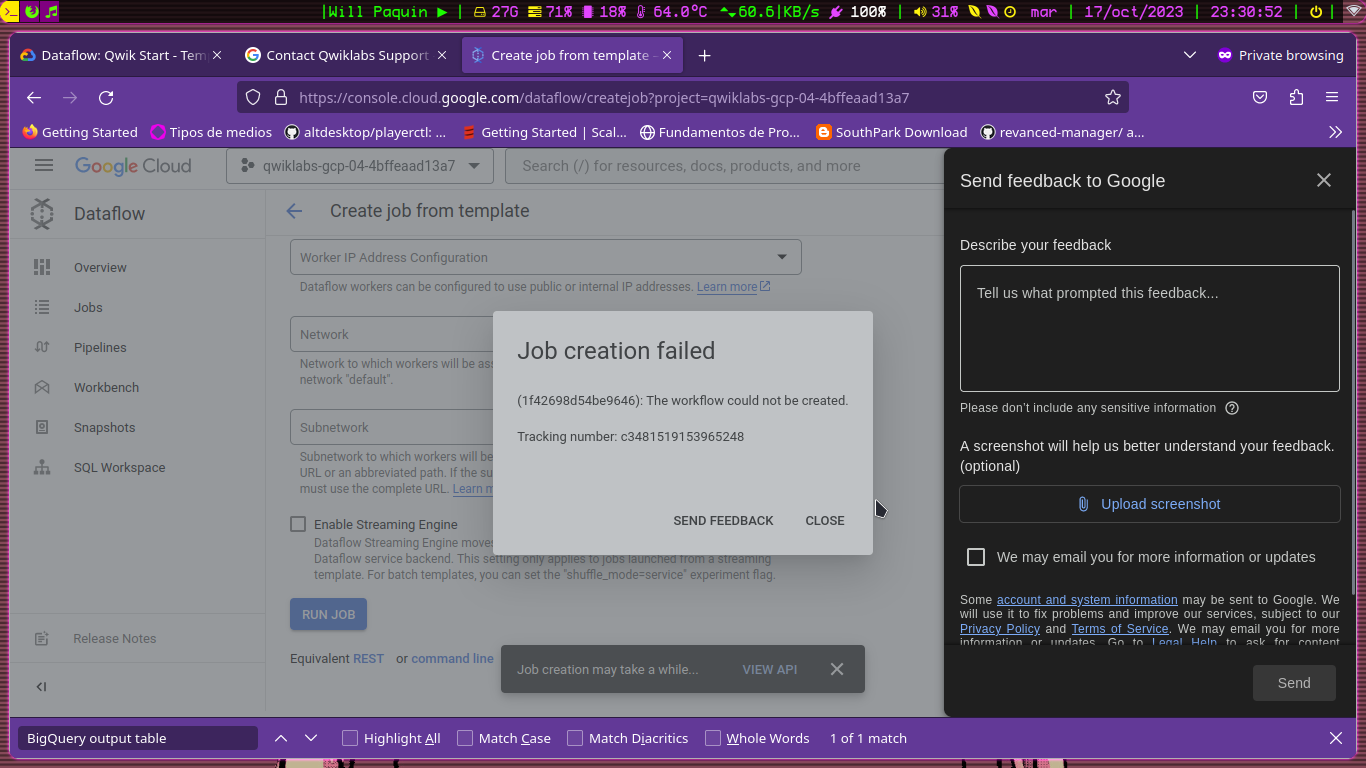 |Will Paquin ▶ | 27G 71% 18% 64.0°C 60.6|KB/s 100% | 31% mar | 17/oct/2023 | 23:30:52 | |
Dataflow: Qwik Start - Tem
Contact Qwiklabs Support
Create job from template –
Private browsing
https://console.cloud.google.com/dataflow/createjob?project=qwiklabs-gcp-04-4bffeaad13a7
Getting Started
Tipos de medios
altdesktop/playerctl: ...
Getting Started | Scal...
Fundamentos de Pro...
SouthPark Download
revanced-manager/ a...
Google Cloud
qwiklabs-gcp-04-4bffeaad13a7
Search (/) for resources, docs, products, and more
Dataflow
Overview
Jobs
Pipelines
Workbench
Snapshots
SQL Workspace
Release Notes
Create job from template
Worker IP Address Configuration
Dataflow workers can be configured to use public or internal IP addresses. Learn more
Network
Network to which workers will be ass
network "default".
Subnetwork
Subnetwork to which workers will be
URL or an abbreviated path. If the su
must use the complete URL. Learn m
Enable Streaming Engine
Dataflow Streaming Engine moves
Dataflow service backend. This setting only applies to jobs launched from a streaming
template. For batch templates, you can set the "shuffle_mode=service" experiment flag.
RUN JOB
Equivalent REST or command line
Job creation failed
(1f42698d54be9646): The workflow could not be created.
Tracking number: c3481519153965248
SEND FEEDBACK
CLOSE
Job creation may take a while...
VIEW API
Send feedback to Google
Describe your feedback
Tell us what prompted this feedback...
Please don’t include any sensitive information
A screenshot will help us better understand your feedback.
(optional)
Upload screenshot
We may email you for more information or updates
Some account and system information may be sent to Google. We
will use it to fix problems and improve our services, subject to our
Privacy Policy and Terms of Service. We may email you for more
information or updates. Go to Legal Help to ask for content
Send
BigQuery output table
Highlight All
Match Case
Match Diacritics
Whole Words
1 of 1 match